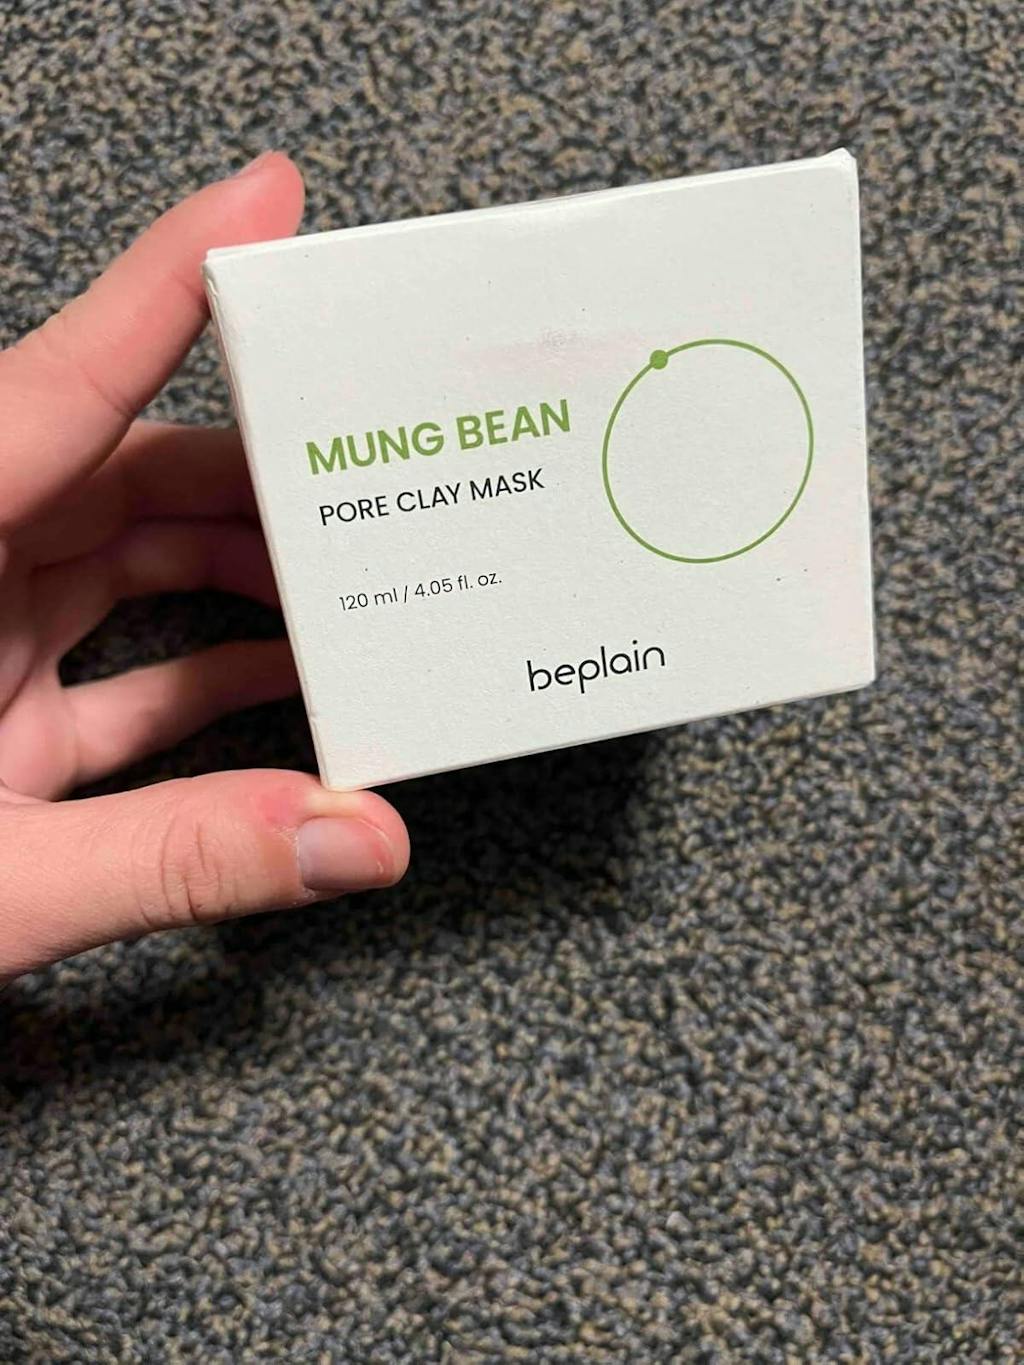 MUNG BEAN
PORE CLAY MASK
120 ml / 4.05 fl. oz.
beplain